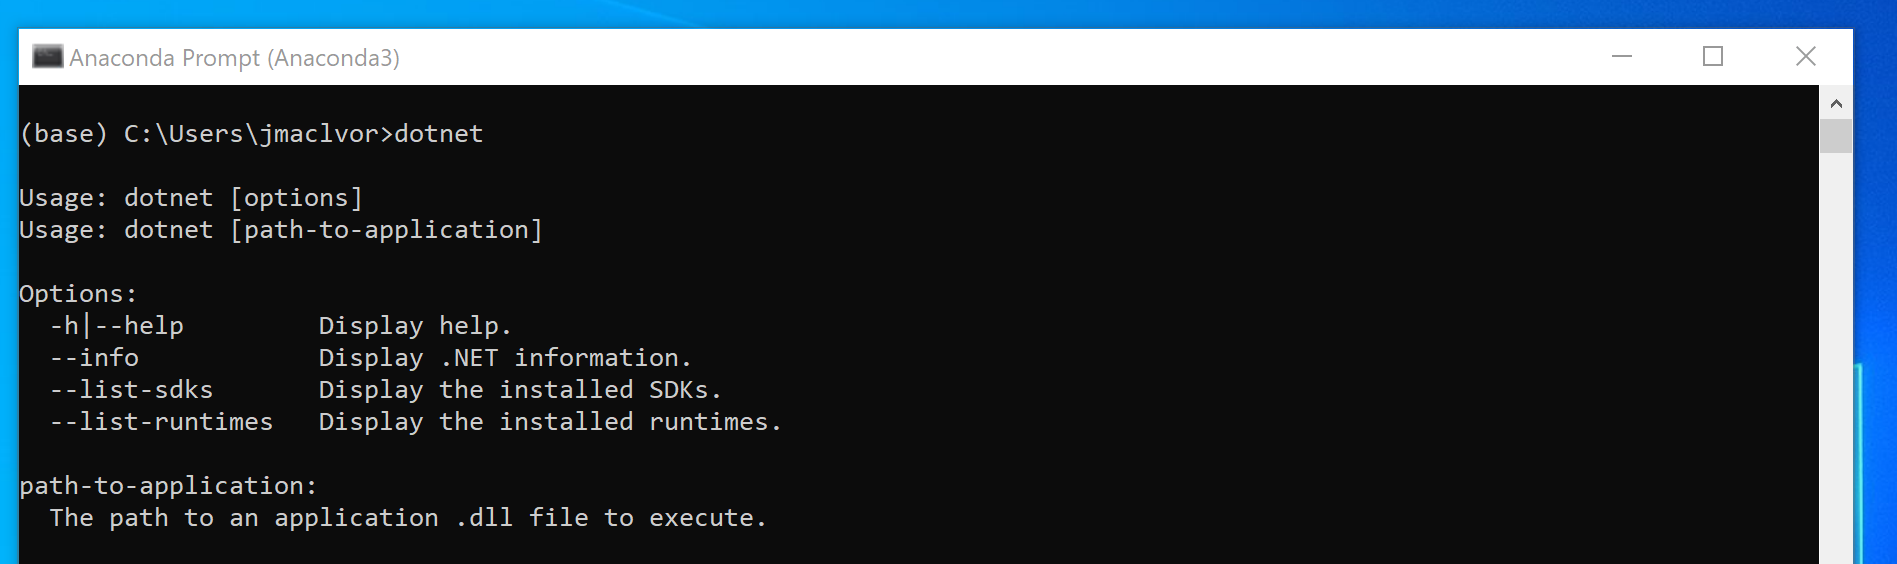 Anaconda Prompt (Anaconda3)
(base) C:\Users\jmaclvor>dotnet
Usage: dotnet [options]
Usage: dotnet [path-to-application]
Options:
-h|--help Display help.
--info Display .NET information.
--list-sdks Display the installed SDKs.
--list-runtimes Display the installed runtimes.
path-to-application:
The path to an application .dll file to execute.